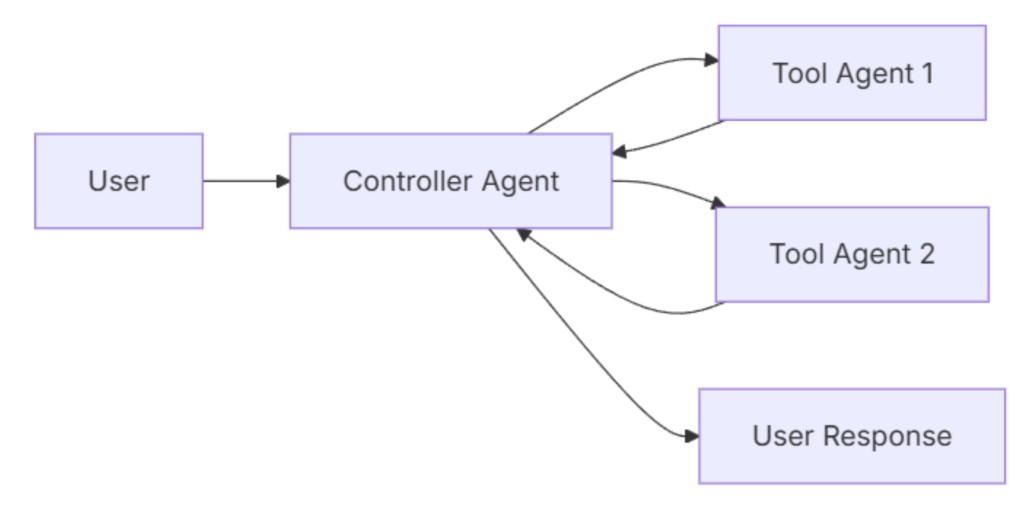 User
Controller Agent
Tool Agent 1
Tool Agent 2
User Response